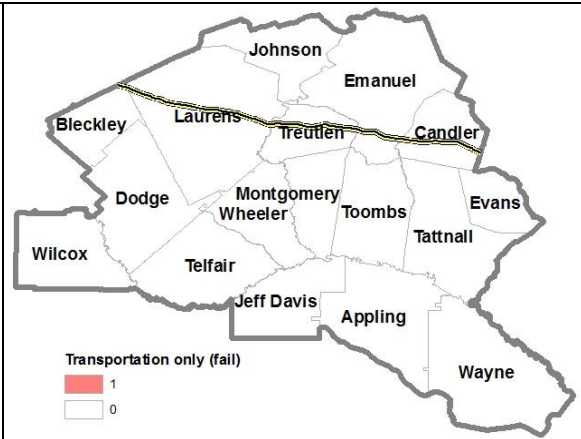 Johnson
Emanuel
Bleckley
Laurens
Treutlen
Candler
Dodge
Montgomery
Wheeler
Toombs
Evans
Tattnall
Wilcox
Telfair
Jeff Davis
Appling
Wayne
Transportation only (fail)
1
0